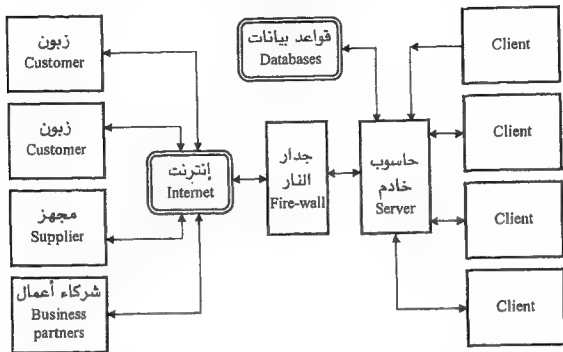 زبون
Customer
زبون
Customer
مجهز
Supplier
شركاء أعمال
Business
partners
إنترنت
Internet
قواعد بيانات
Databases
جدار
النار
Fire-wall
حاسوب
خادم
Server
Client
Client
Client
Client